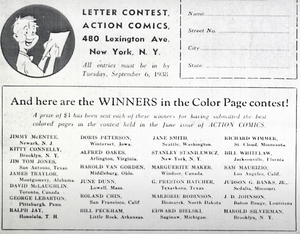 LETTER CONTEST,
ACTION COMICS,
480 Lexington Ave.
New York, N. Y.
All entries must be in by
Tuesday, September 6, 1938
Name
Street No.
City
State
And here are the WINNERS in the Color Page contest!
A prize of $1 has been sent to each of the winners for having submitted the best
colored pages in the contest held in the June issue of ACTION COMICS.
JIMMY McENTEE,
Newark, N. J.
KITTY CONNELLY,
Brooklyn, N. Y.
JIM TOM JONES,
San Antonio, Texas
JAMES TRAYLOR,
Montgomery, Alabama
DAVID McLAUGHLIN,
Toronto, Canada
GEORGE LEBARTOS,
Pittsburgh, Penn.
RALPH JAY,
Honolulu, T. H.
DORIS PETERSON,
Winterset, Iowa
ALFRED OAKES,
Arlington, Virginia
HAROLD VAN GORDEN,
Middleburg, Ohio
JUNE DUNN,
Lowell, Mass.
ROLAND CHEN,
San Francisco, Calif.
BILL PECKHAM,
Little Rock, Arkansas
JANE SMITH,
Seattle, Washington
STANLEY STANKEWICZ,
New York, N. Y.
MARGUERITE MAKER,
Windsor, Canada
G. PRESTON HATCHER,
Texarkana, Texas
MARJORIE BRONNSON,
Bismarck, North Dakota
EDWARD BIELSKI,
Saginaw, Michigan
RICHARD WIMMER,
St. Cloud, Minnesota
BILL WHITELAW,
Jacksonville, Florida
SAM MAURIZIO,
Los Angeles, Calif.
JUDSON G. BANKS, JR.,
Sedalia, Missouri
J. D. JOHNSON,
Baton Rouge, Louisiana
HAROLD SILVERMAN,
Brooklyn, N. Y.